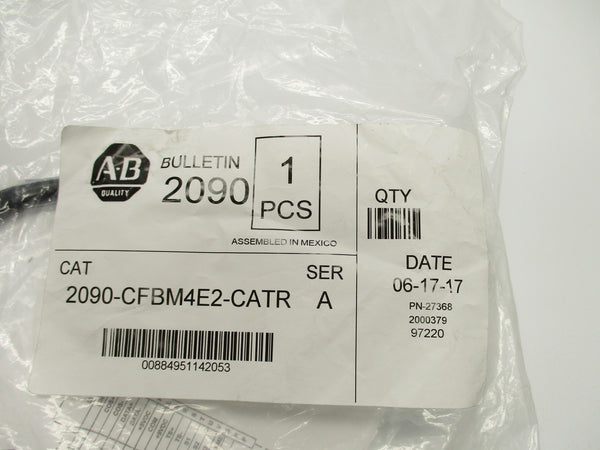 A-B
QUALITY
BULLETIN
2090
1
PCS
ASSEMBLED IN MEXICO
QTY
CAT
SER
2090-CFBM4E2-CATR
A
00884951142053
DATE
06-17-17
PN-27368
2000379
97220